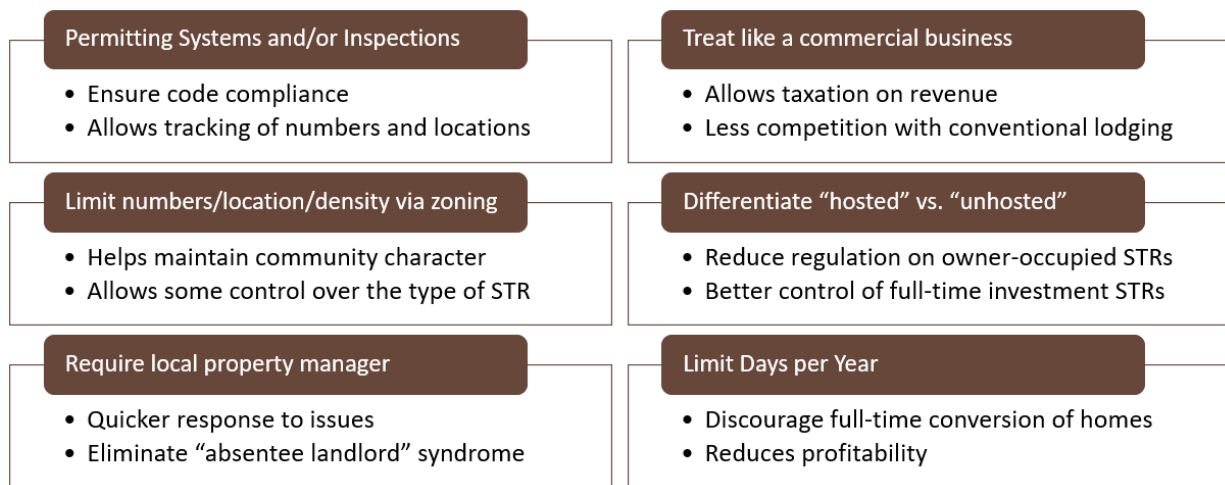 Permitting Systems and/or Inspections
• Ensure code compliance
• Allows tracking of numbers and locations
Treat like a commercial business
• Allows taxation on revenue
• Less competition with conventional lodging
Limit numbers/location/density via zoning
• Helps maintain community character
• Allows some control over the type of STR
Differentiate “hosted” vs. “unhosted”
• Reduce regulation on owner-occupied STRs
• Better control of full-time investment STRs
Require local property manager
• Quicker response to issues
• Eliminate “absentee landlord” syndrome
Limit Days per Year
• Discourage full-time conversion of homes
• Reduces profitability